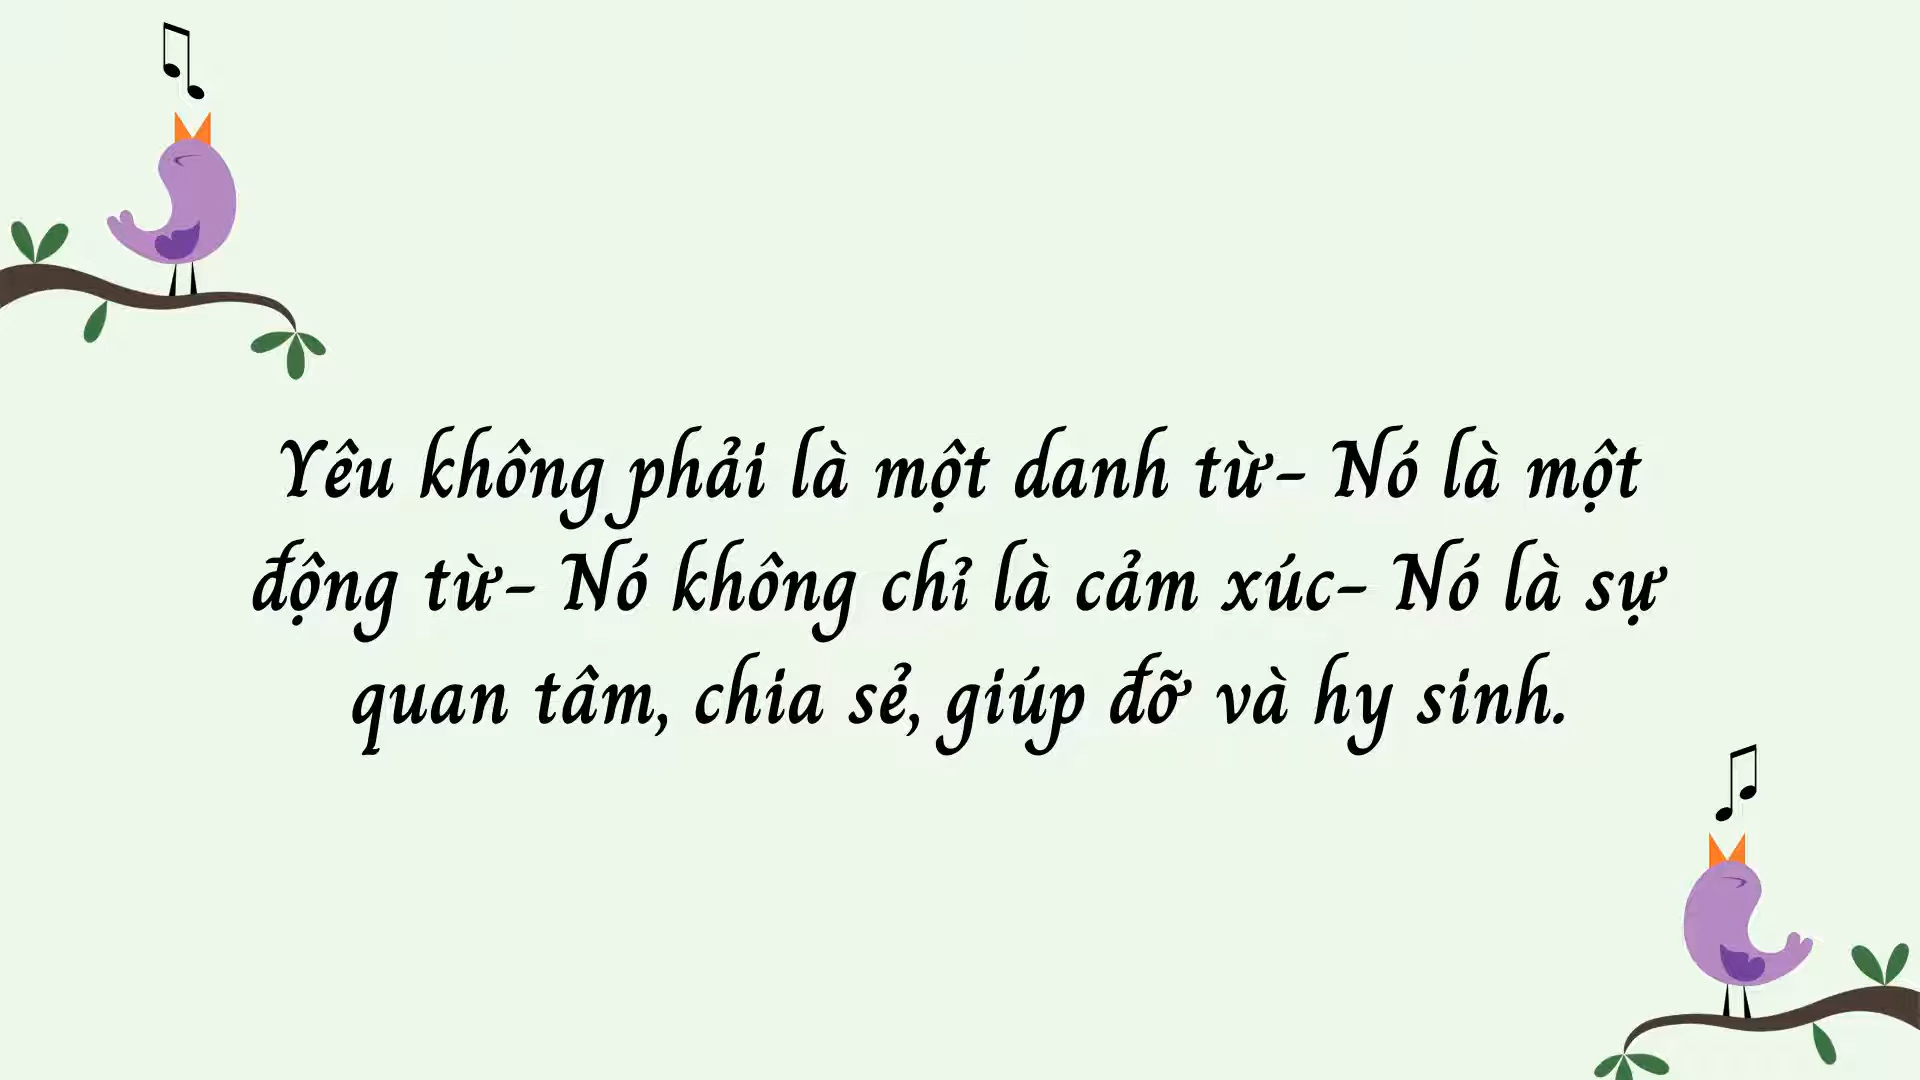 Yêu không phải là một danh từ- Nó là một
động từ- Nó không chỉ là cảm xúc- Nó là sự
quan tâm, chia sẻ, giúp đỡ và hy sinh.